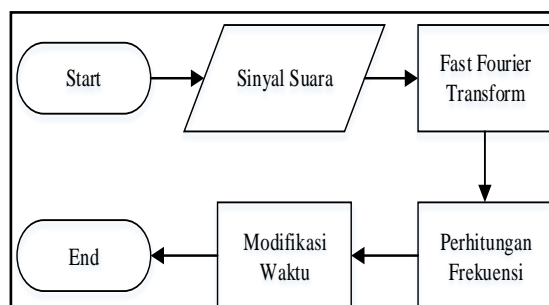 Start
Sinyal Suara
Fast Fourier
Transform
Perhitungan
Frekuensi
Modifikasi
Waktu
End